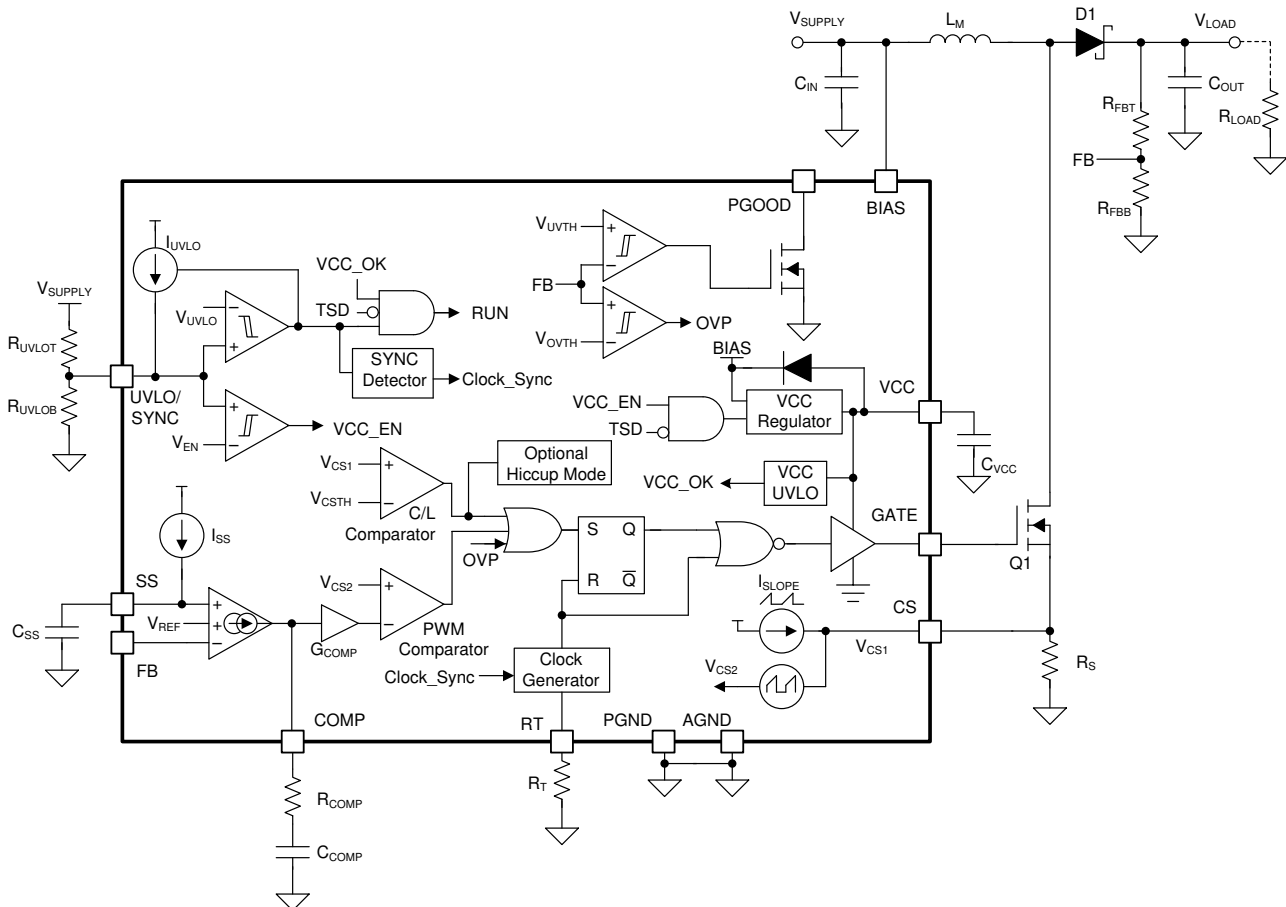 VSUPPLY
LM
D1
VLOAD
CIN
COUT
RFBT
RLOAD
FB
RFBB
PGOOD
BIAS
IUVLO
VUVTH
+
−
VCC_OK
FB
VSUPPLY
TSD
RUN
+
VUVLO
−
OVP
VOVTH
−
RUVLOT
+
BIAS
SYNC
Detector
Clock_Sync
VCC
UVLO/
SYNC
RUVLOB
+
VCC_EN
VCC
Regulator
TSD
VEN
−
VCC_EN
CVCC
Optional
Hiccup Mode
VCS1
+
VCC_OK
VCC
UVLO
VCSTH
−
C/L
Comparator
GATE
ISS
S
Q
OVP
Q1
SS
VCS2
+
R
Q
ISLOPE
CS
+
CSS
VREF
+
−
−
PWM
Comparator
VCS1
FB
GCOMP
RS
Clock
Generator
VCS2
Clock_Sync
COMP
RT
PGND
AGND
RT
RCOMP
CCOMP